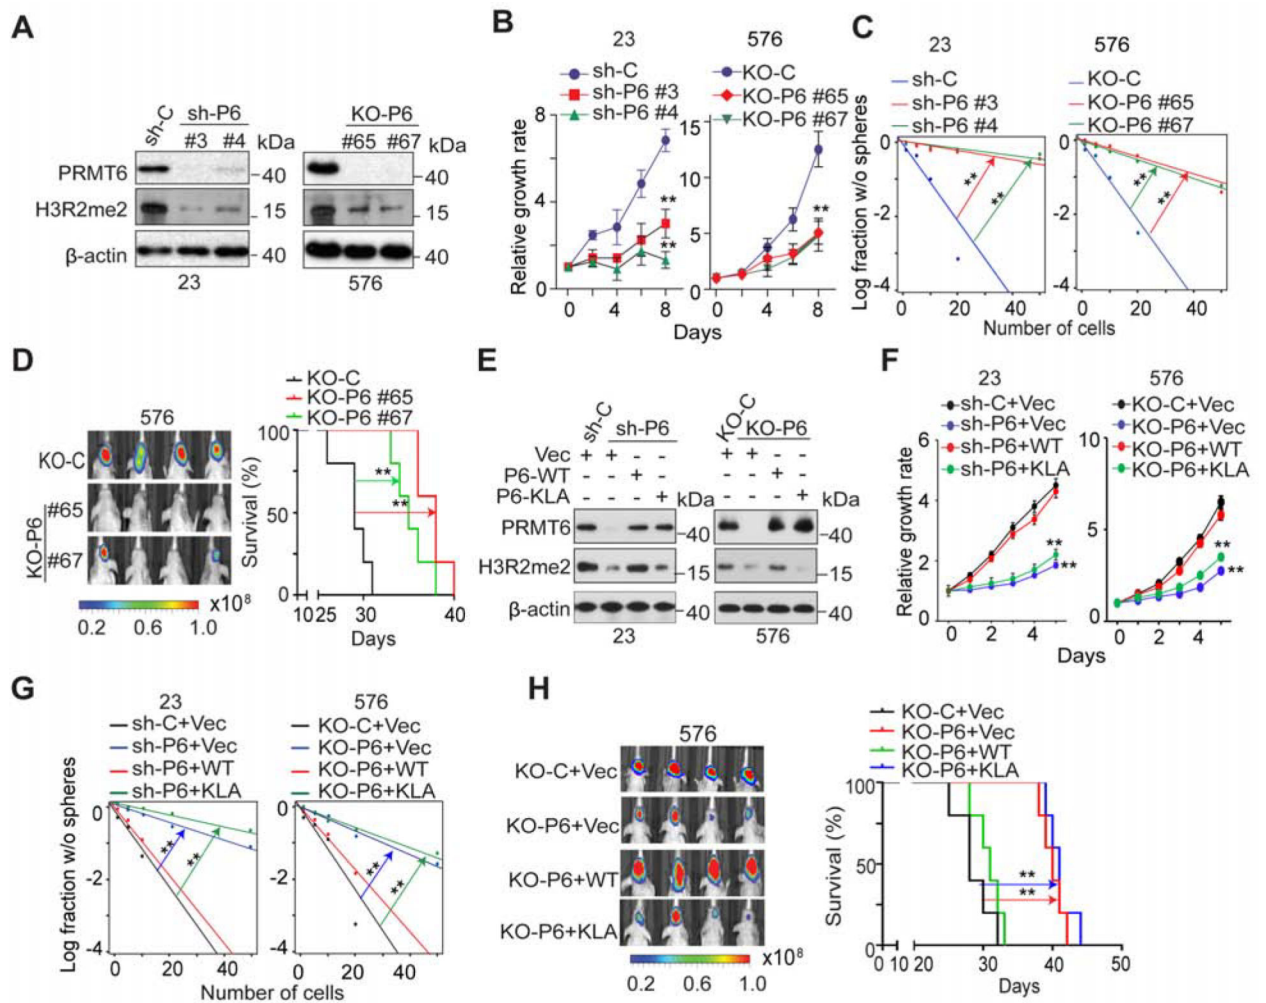 A
sh-C
sh-P6
#3 #4 kDa
PRMT6
40
H3R2me2
15
β-actin
40
23
KO-P6
#65 #67 kDa
40
15
40
576
B
23
sh-C
sh-P6 #3
sh-P6 #4
576
KO-C
KO-P6 #65
KO-P6 #67
Relative growth rate
8
4
0
**
**
0 4 8
15
10
5
0
**
0 4 8
Days
C
23
sh-C
sh-P6 #3
sh-P6 #4
576
KO-C
KO-P6 #65
KO-P6 #67
Log fraction w/o spheres
0
-2
-4
**
**
0 20 40
0
-2
-4
**
**
0 20 40
Number of cells
D
576
KO-C
KO-P6
#65
#67
x10⁸
0.2 0.6 1.0
KO-C
KO-P6 #65
KO-P6 #67
Survival (%)
100
50
0
**
**
10 25 30 40
Days
E
sh-C
sh-P6
KO-C
KO-P6
Vec + + - - + + - -
P6-WT - - + - - - + -
P6-KLA - - - + kDa - - - + kDa
PRMT6
40
40
H3R2me2
15
15
β-actin
40
40
23
576
F
23
sh-C+Vec
sh-P6+Vec
sh-P6+WT
sh-P6+KLA
576
KO-C+Vec
KO-P6+Vec
KO-P6+WT
KO-P6+KLA
Relative growth rate
6
4
2
0
**
**
0 2 4
10
5
0
**
**
0 2 4
Days
G
23
sh-C+Vec
sh-P6+Vec
sh-P6+WT
sh-P6+KLA
576
KO-C+Vec
KO-P6+Vec
KO-P6+WT
KO-P6+KLA
Log fraction w/o spheres
0
-2
-4
**
**
0 20 40
0
-2
-4
**
**
0 20 40
Number of cells
H
576
KO-C+Vec
KO-P6+Vec
KO-P6+WT
KO-P6+KLA
x10⁸
0.2 0.6 1.0
KO-C+Vec
KO-P6+Vec
KO-P6+WT
KO-P6+KLA
Survival (%)
100
50
0
**
**
0 10 20 30 40 50
Days